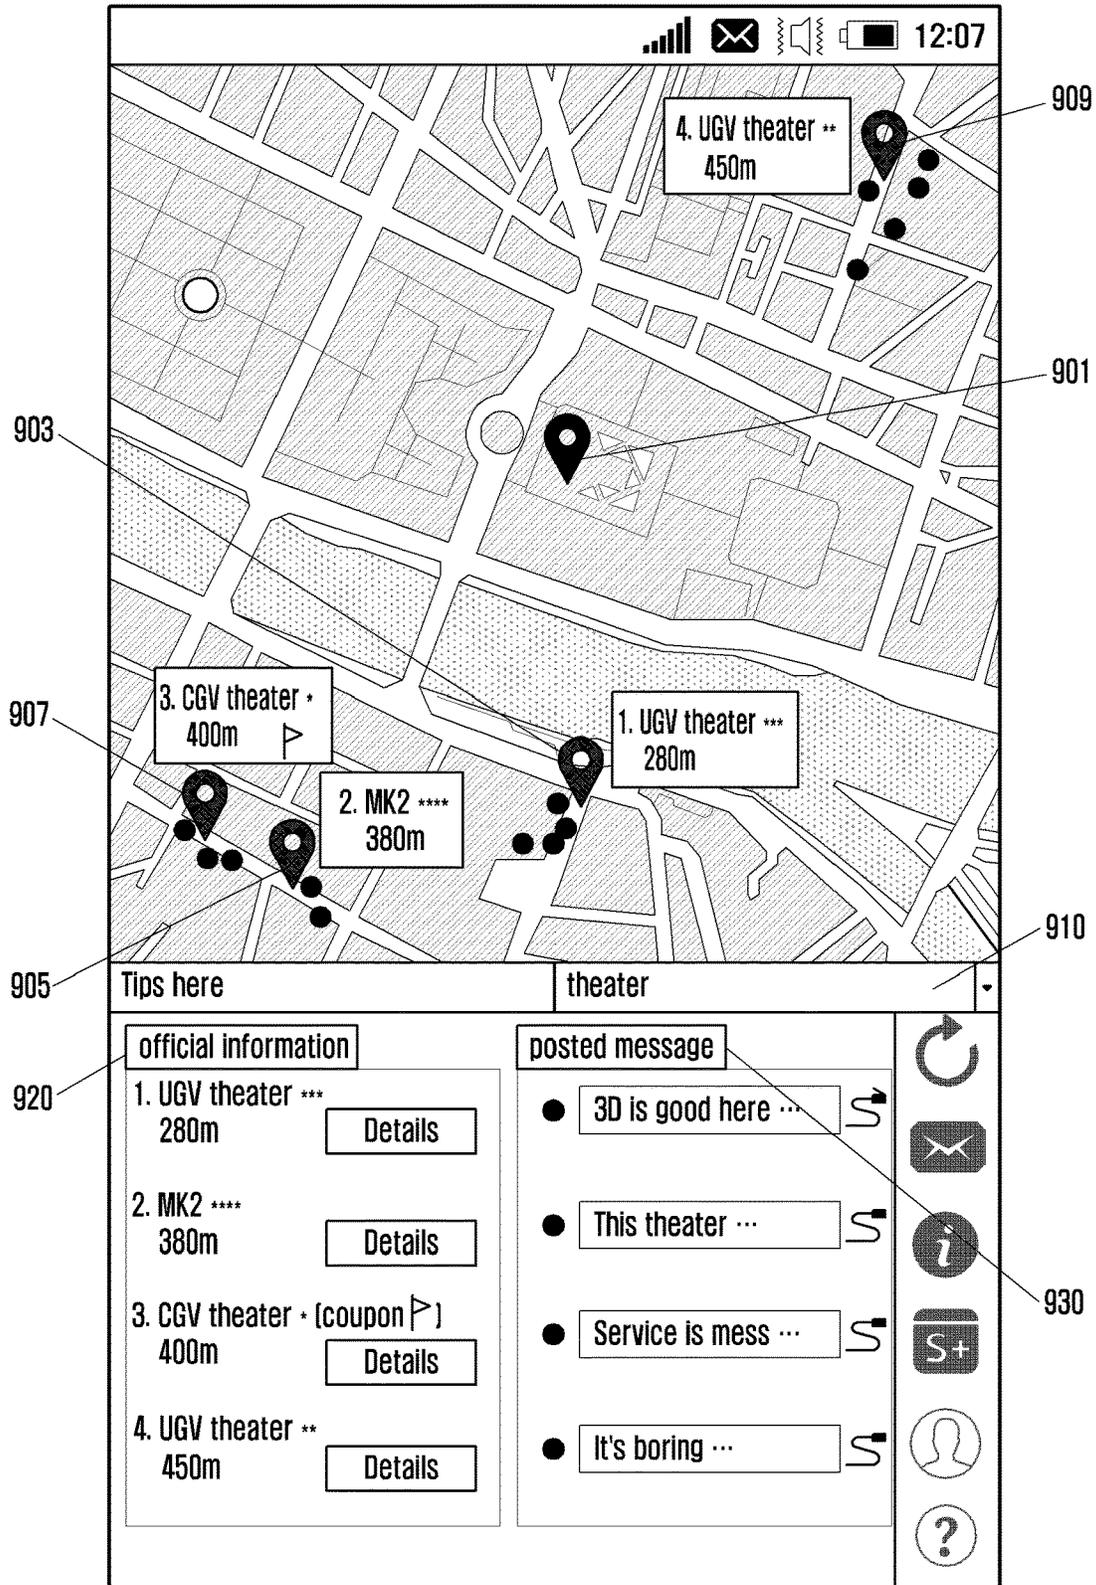 12:07
909
4. UGV theater **
450m
901
903
3. CGV theater *
400m
907
1. UGV theater ***
280m
2. MK2 ****
380m
905
910
Tips here
theater
official information
posted message
920
1. UGV theater ***
280m
Details
3D is good here ...
2. MK2 ****
380m
Details
This theater ...
i
930
3. CGV theater * (coupon )
400m
Details
Service is mess ...
S+
4. UGV theater **
450m
Details
It's boring ...
?